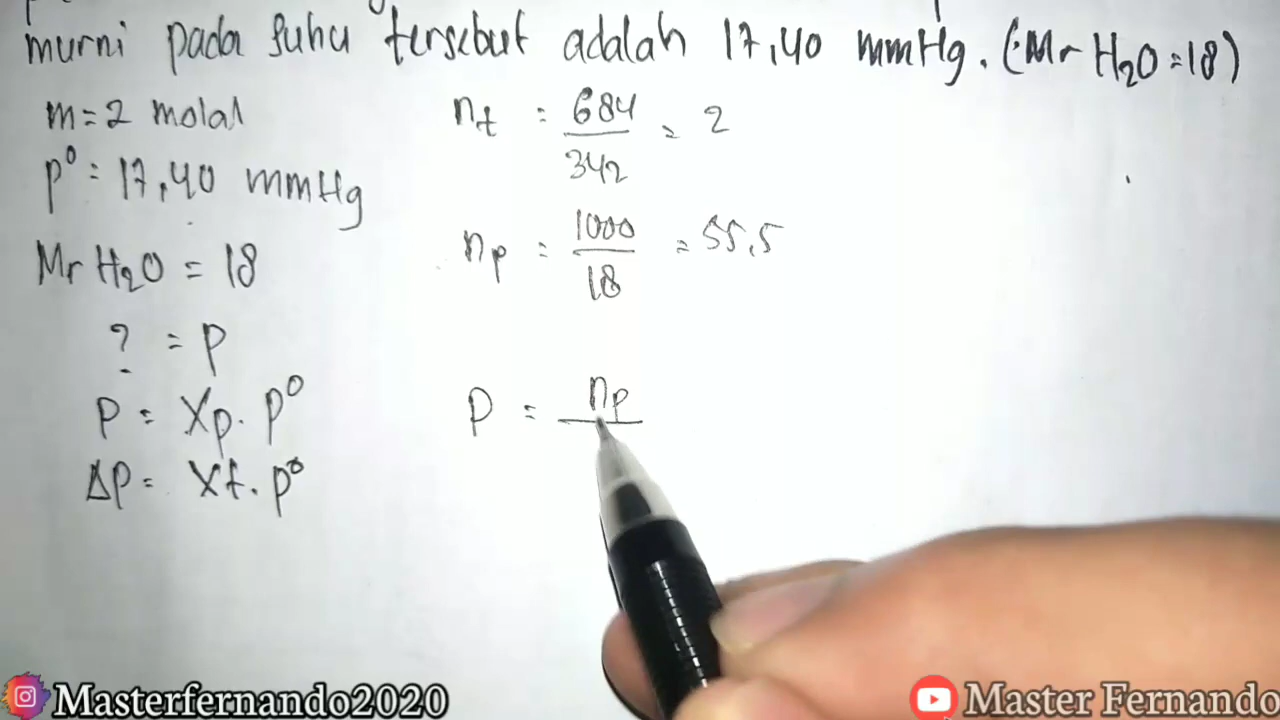 murni pada suhu tersebut adalah 17,40 mmHg. (Mr H2O=18)
m = 2 molal
p° = 17,40 mmHg
Mr H2O = 18
? = P
P = Xp. p°
ΔP = Xt. p°
nt = 684/342 = 2
np = 1000/18 = 55,5
P = np
Masterfernando2020
Master Fernando